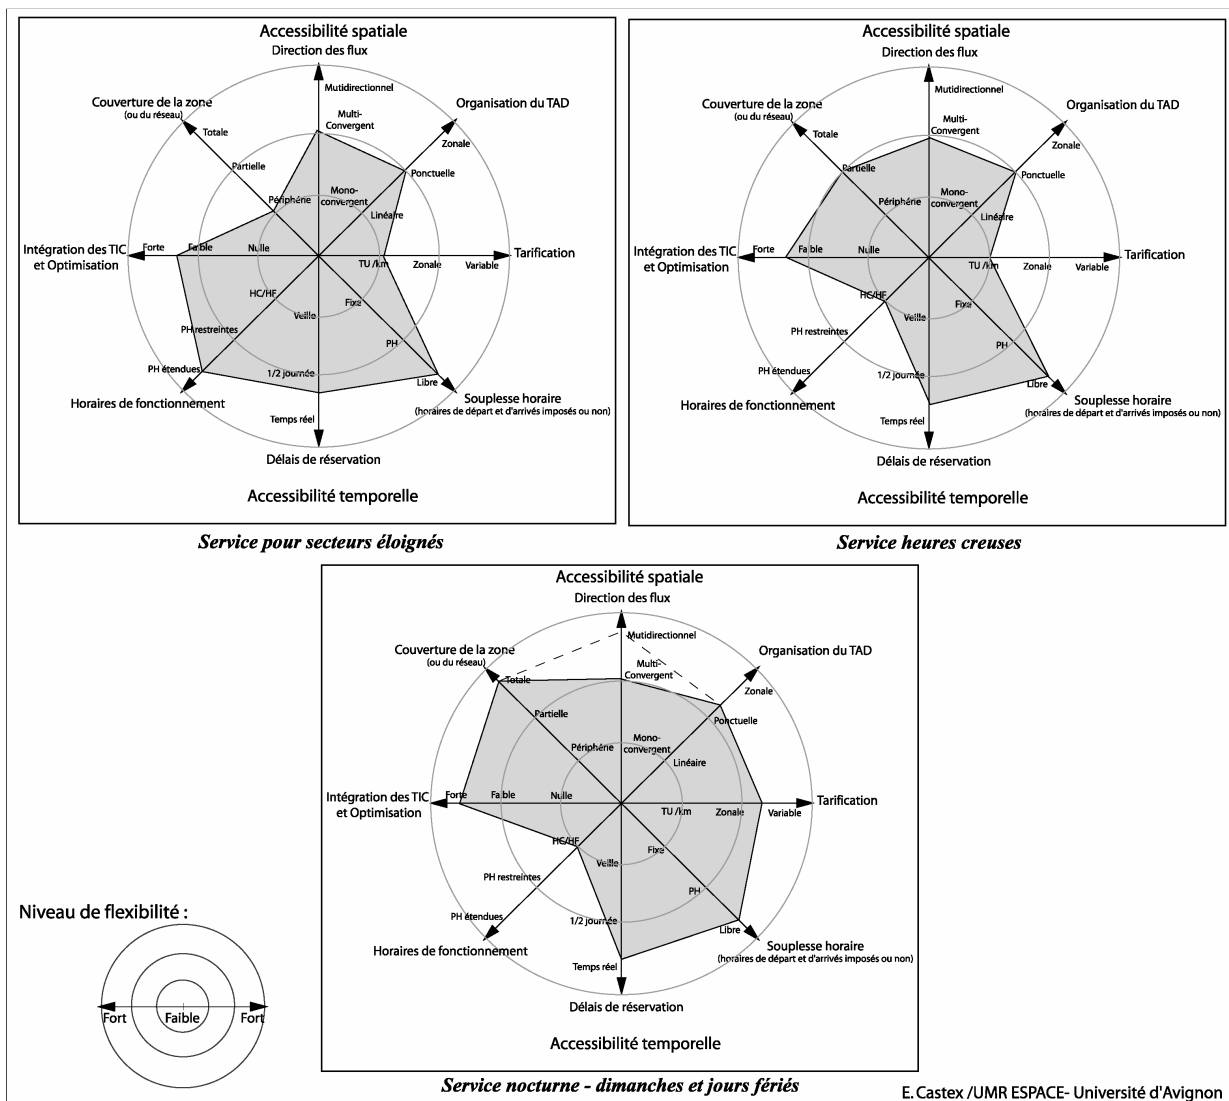 Accessibilité spatiale
Direction des flux
Mutidirectionnel
Couverture de la zone
(ou du réseau)
Organisation du TAD
Totale
Multi-
Convergent
Zonale
Partielle
Ponctuelle
Périphérie
Mono-
convergent
Linéaire
Intégration des TIC
et Optimisation
Forte
Faible
Nulle
Tarification
TU /km
Zonale
Variable
HC/HF
Fixe
Veille
PH restreintes
PH
PH étendues
1/2 journée
Libre
Horaires de fonctionnement
Souplesse horaire
(horaires de départ et d'arrivés imposés ou non)
Temps réel
Délais de réservation
Accessibilité temporelle
Service pour secteurs éloignés
Accessibilité spatiale
Direction des flux
Mutidirectionnel
Couverture de la zone
(ou du réseau)
Organisation du TAD
Totale
Multi-
Convergent
Zonale
Partielle
Ponctuelle
Périphérie
Mono-
convergent
Linéaire
Intégration des TIC
et Optimisation
Forte
Faible
Nulle
Tarification
TU /km
Zonale
Variable
HC/HF
Fixe
Veille
PH restreintes
PH
PH étendues
1/2 journée
Libre
Horaires de fonctionnement
Souplesse horaire
(horaires de départ et d'arrivés imposés ou non)
Temps réel
Délais de réservation
Accessibilité temporelle
Service heures creuses
Accessibilité spatiale
Direction des flux
Mutidirectionnel
Couverture de la zone
(ou du réseau)
Organisation du TAD
Totale
Multi-
Convergent
Zonale
Partielle
Ponctuelle
Périphérie
Mono-
convergent
Linéaire
Intégration des TIC
et Optimisation
Forte
Faible
Nulle
Tarification
TU /km
Zonale
Variable
HC/HF
Fixe
Veille
PH restreintes
PH
PH étendues
1/2 journée
Libre
Horaires de fonctionnement
Souplesse horaire
(horaires de départ et d'arrivés imposés ou non)
Temps réel
Délais de réservation
Accessibilité temporelle
Service nocturne - dimanches et jours fériés
Niveau de flexibilité :
Fort
Faible
Fort
E. Castex /UMR ESPACE- Université d'Avignon